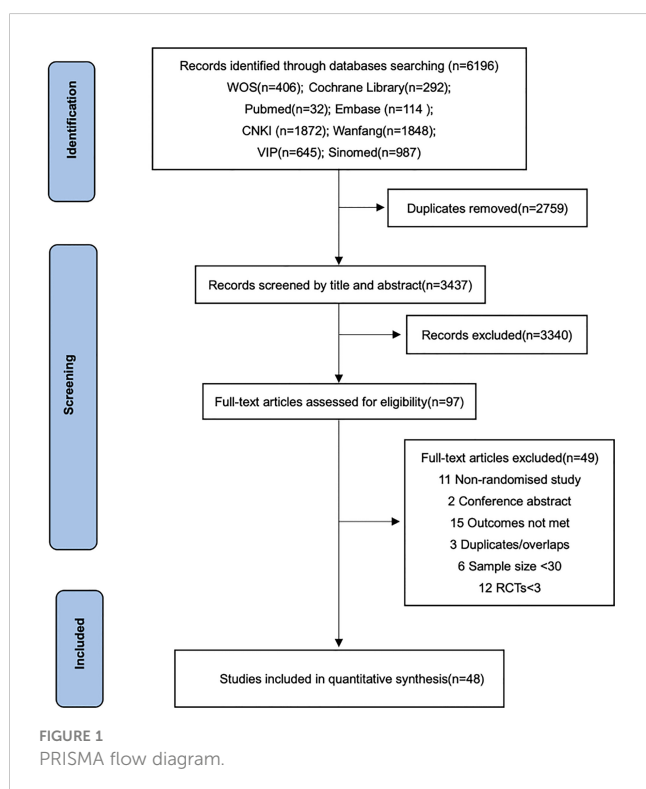 Identification
Records identified through databases searching (n=6196)
WOS(n=406); Cochrane Library(n=292);
Pubmed(n=32); Embase (n=114 );
CNKI (n=1872); Wanfang(n=1848);
VIP(n=645); Sinomed(n=987)
Duplicates removed(n=2759)
Screening
Records screened by title and abstract(n=3437)
Records excluded(n=3340)
Full-text articles assessed for eligibility(n=97)
Full-text articles excluded(n=49)
11 Non-randomised study
2 Conference abstract
15 Outcomes not met
3 Duplicates/overlaps
6 Sample size <30
12 RCTs<3
Included
Studies included in quantitative synthesis(n=48)
FIGURE 1
PRISMA flow diagram.